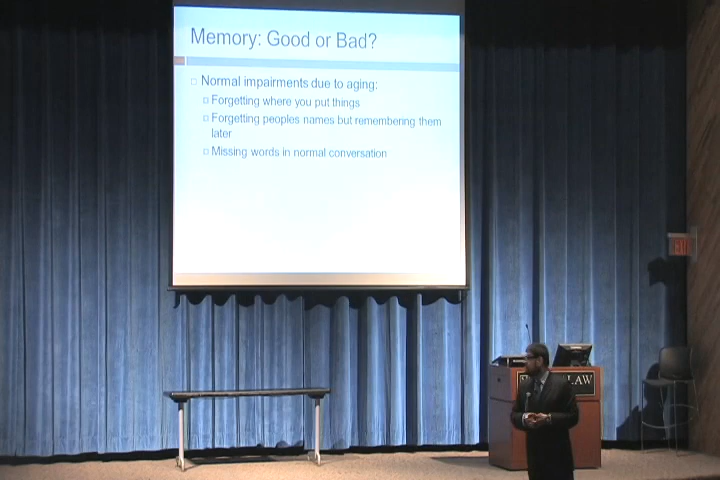 Memory: Good or Bad?
Normal impairments due to aging:
Forgetting where you put things
Forgetting peoples names but remembering them
later
Missing words in normal conversation
EXIT
LAW